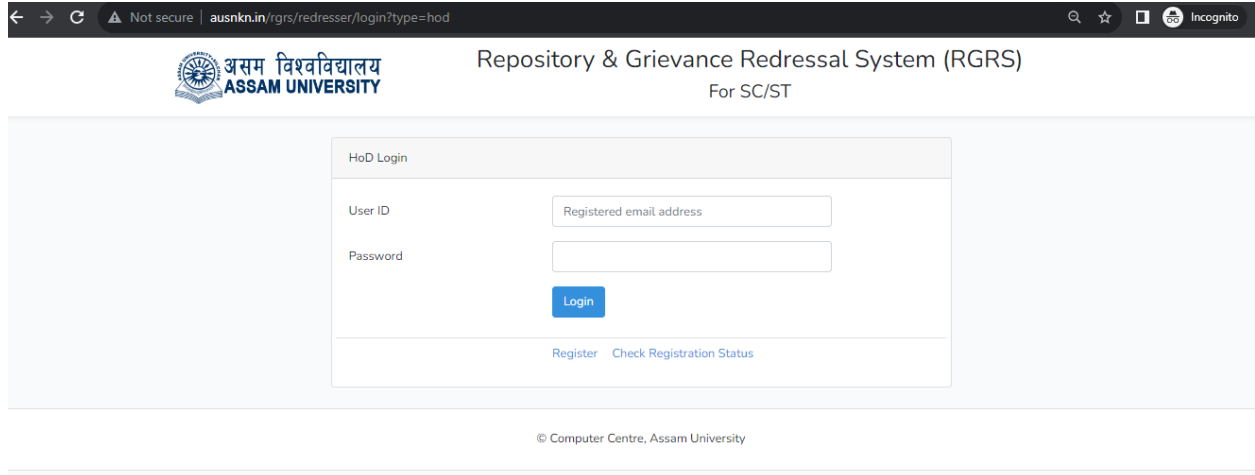 Not secure | ausnkn.in/rgrs/redresser/login?type=hod Incognito
असम विश्वविद्यालय
ASSAM UNIVERSITY
Repository & Grievance Redressal System (RGRS)
For SC/ST
HoD Login
User ID Registered email address
Password
Login
Register Check Registration Status
© Computer Centre, Assam University